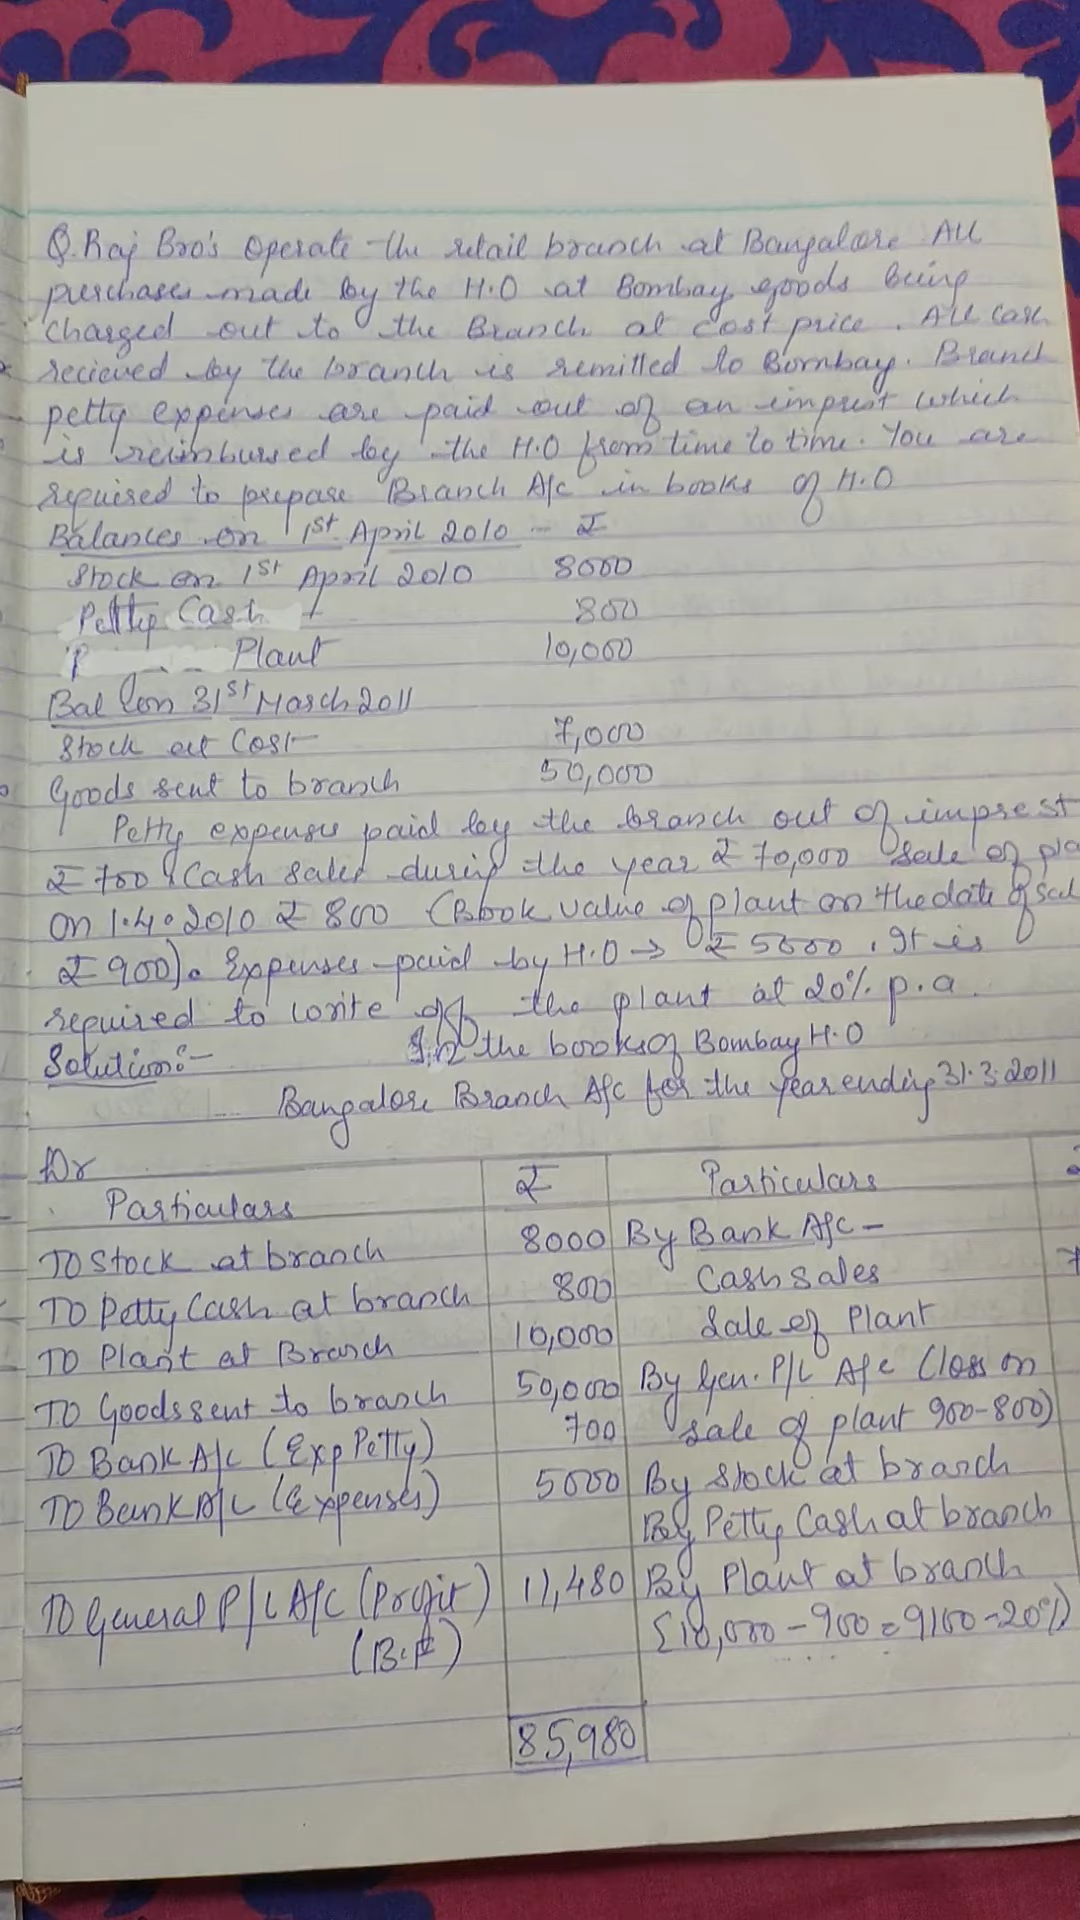 Q. Raj Bro's Operate the retail branch at Bangalore. All
purchases made by the H.O at Bombay goods being
charged out to the Branch at cost price. All cash
recieved by the branch is remitted to Bombay. Branch
petty expenses are paid out of an imprest which
is reimbursed by the H.O from time to time. You are
required to prepare Branch A/c in books of H.O
Balances on 1st April 2010 - ₹
Stock on 1st April 2010 8000
Petty Cash 800
Plant 10,000
Bal on 31st March 2011
Stock at Cost 7,000
Goods sent to branch 50,000
Petty expenses paid by the branch out of imprest
₹ 700 Cash Sales during the year ₹ 70,000 Sale of pla
on 1.4.2010 ₹ 800 (Book value of plant on the date of sal
₹ 900). Expenses paid by H.O → ₹ 5000. It is
required to write off the plant at 20% p.a.
Solution:- In the books of Bombay H.O
Bangalore Branch A/c for the year ending 31.3.2011
Dr
Particulars ₹ Particulars
TO Stock at branch 8000 By Bank A/c -
TO Petty Cash at branch 800 Cash sales 7
TO Plant at Branch 10,000 Sale of Plant
TO Goods sent to branch 50,000 By Gen. P/L A/c (loss on
TO Bank A/c (Exp Petty) 700 sale of plant 900-800)
TO Bank A/c (Expenses) 5000 By Stock at branch
By Petty Cash at branch
TO General P/L A/c (Profit) 11,480 By Plant at branch
(B.F) {10,000 - 900 = 9100 - 20%}
85,980